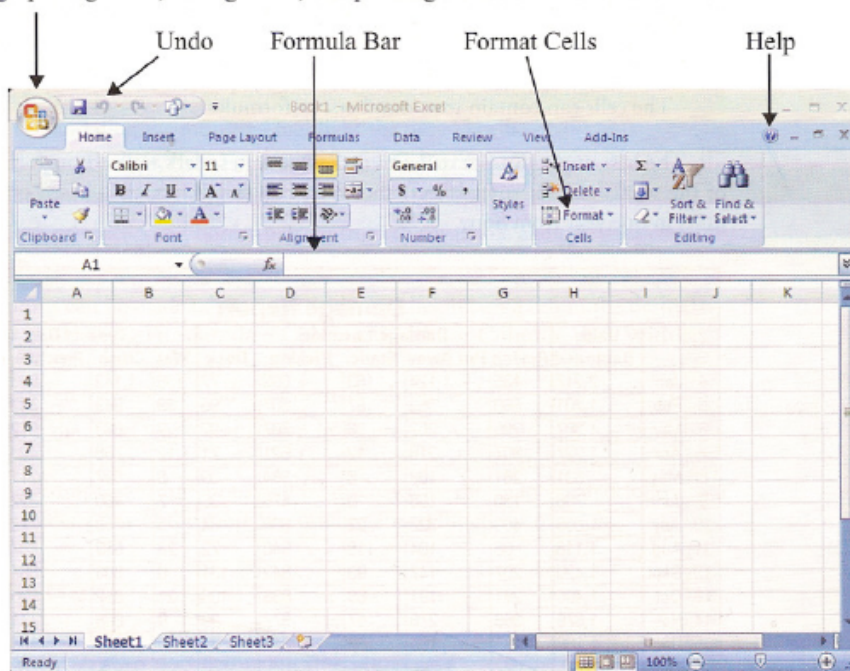 Undo Formula Bar Format Cells Help
Book1 - Microsoft Excel
Home Insert Page Layout Formulas Data Review View Add-Ins
Calibri 11 General Insert Σ
B I U A A $ % , Delete
Paste A Styles Format Sort & Filter Find & Select
Clipboard Font Alignment Number Cells Editing
A1 fx
A B C D E F G H I J K
1
2
3
4
5
6
7
8
9
10
11
12
13
14
15
Sheet1 Sheet2 Sheet3
Ready 100%